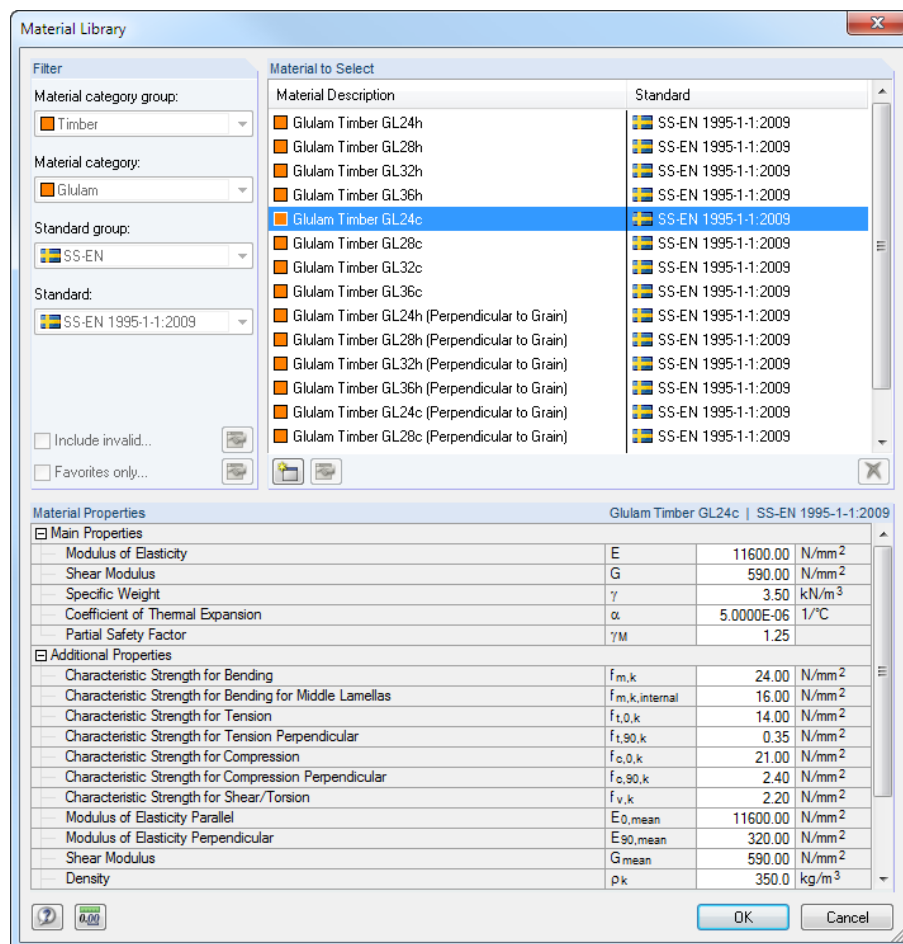 Material Library
Filter
Material category group:
Timber
Material category:
Glulam
Standard group:
SS-EN
Standard:
SS-EN 1995-1-1:2009
Include invalid...
Favorites only...
Material to Select
Material Description Standard
Glulam Timber GL24h SS-EN 1995-1-1:2009
Glulam Timber GL28h SS-EN 1995-1-1:2009
Glulam Timber GL32h SS-EN 1995-1-1:2009
Glulam Timber GL36h SS-EN 1995-1-1:2009
Glulam Timber GL24c SS-EN 1995-1-1:2009
Glulam Timber GL28c SS-EN 1995-1-1:2009
Glulam Timber GL32c SS-EN 1995-1-1:2009
Glulam Timber GL36c SS-EN 1995-1-1:2009
Glulam Timber GL24h (Perpendicular to Grain) SS-EN 1995-1-1:2009
Glulam Timber GL28h (Perpendicular to Grain) SS-EN 1995-1-1:2009
Glulam Timber GL32h (Perpendicular to Grain) SS-EN 1995-1-1:2009
Glulam Timber GL36h (Perpendicular to Grain) SS-EN 1995-1-1:2009
Glulam Timber GL24c (Perpendicular to Grain) SS-EN 1995-1-1:2009
Glulam Timber GL28c (Perpendicular to Grain) SS-EN 1995-1-1:2009
Material Properties Glulam Timber GL24c | SS-EN 1995-1-1:2009
Main Properties
Modulus of Elasticity E 11600.00 N/mm²
Shear Modulus G 590.00 N/mm²
Specific Weight γ 3.50 kN/m³
Coefficient of Thermal Expansion α 5.0000E-06 1/°C
Partial Safety Factor γM 1.25
Additional Properties
Characteristic Strength for Bending fm,k 24.00 N/mm²
Characteristic Strength for Bending for Middle Lamellas fm,k,internal 16.00 N/mm²
Characteristic Strength for Tension ft,0,k 14.00 N/mm²
Characteristic Strength for Tension Perpendicular ft,90,k 0.35 N/mm²
Characteristic Strength for Compression fc,0,k 21.00 N/mm²
Characteristic Strength for Compression Perpendicular fc,90,k 2.40 N/mm²
Characteristic Strength for Shear/Torsion fv,k 2.20 N/mm²
Modulus of Elasticity Parallel E0,mean 11600.00 N/mm²
Modulus of Elasticity Perpendicular E90,mean 320.00 N/mm²
Shear Modulus Gmean 590.00 N/mm²
Density ρk 350.0 kg/m³
0.00
OK Cancel